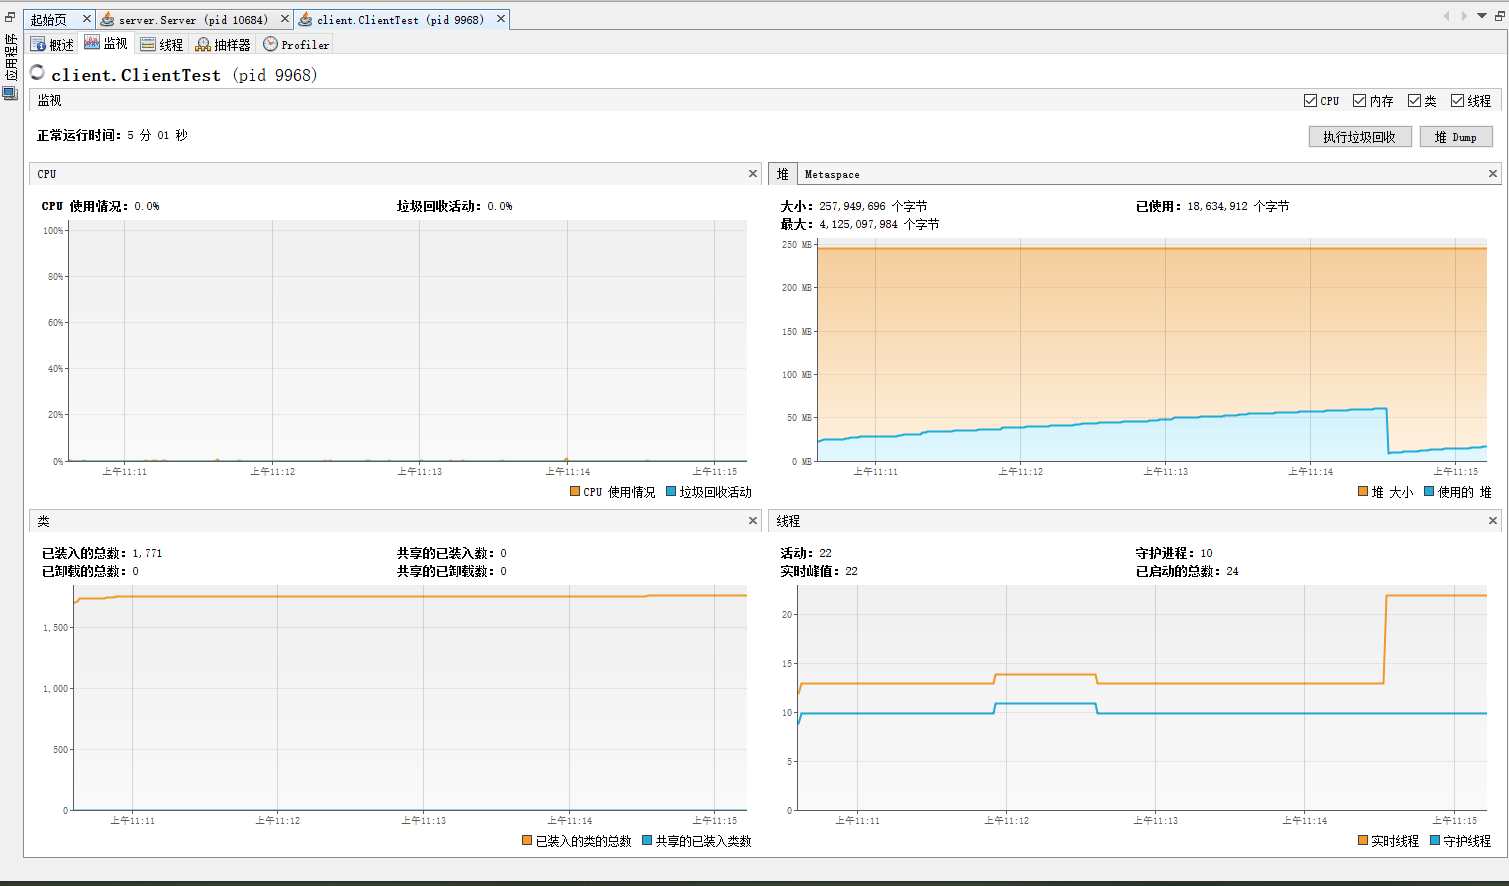 起始页 server.Server (pid 10684) client.ClientTest (pid 9968)
应用程序
概述 监视 线程 抽样器 Profiler
client.ClientTest (pid 9968)
监视 CPU 内存 类 线程
正常运行时间: 5 分 01 秒 执行垃圾回收 堆 Dump
CPU
CPU 使用情况: 0.0% 垃圾回收活动: 0.0%
100%
80%
60%
40%
20%
0%
上午11:11 上午11:12 上午11:13 上午11:14 上午11:15
CPU 使用情况 垃圾回收活动
堆 Metaspace
大小: 257,949,696 个字节 已使用: 18,634,912 个字节
最大: 4,125,097,984 个字节
250 MB
200 MB
150 MB
100 MB
50 MB
0 MB
上午11:11 上午11:12 上午11:13 上午11:14 上午11:15
堆 大小 使用的 堆
类
已装入的总数: 1,771 共享的已装入数: 0
已卸载的总数: 0 共享的已卸载数: 0
1,500
1,000
500
0
上午11:11 上午11:12 上午11:13 上午11:14 上午11:15
已装入的类的总数 共享的已装入类数
线程
活动: 22 守护进程: 10
实时峰值: 22 已启动的总数: 24
20
15
10
5
0
上午11:11 上午11:12 上午11:13 上午11:14 上午11:15
实时线程 守护线程